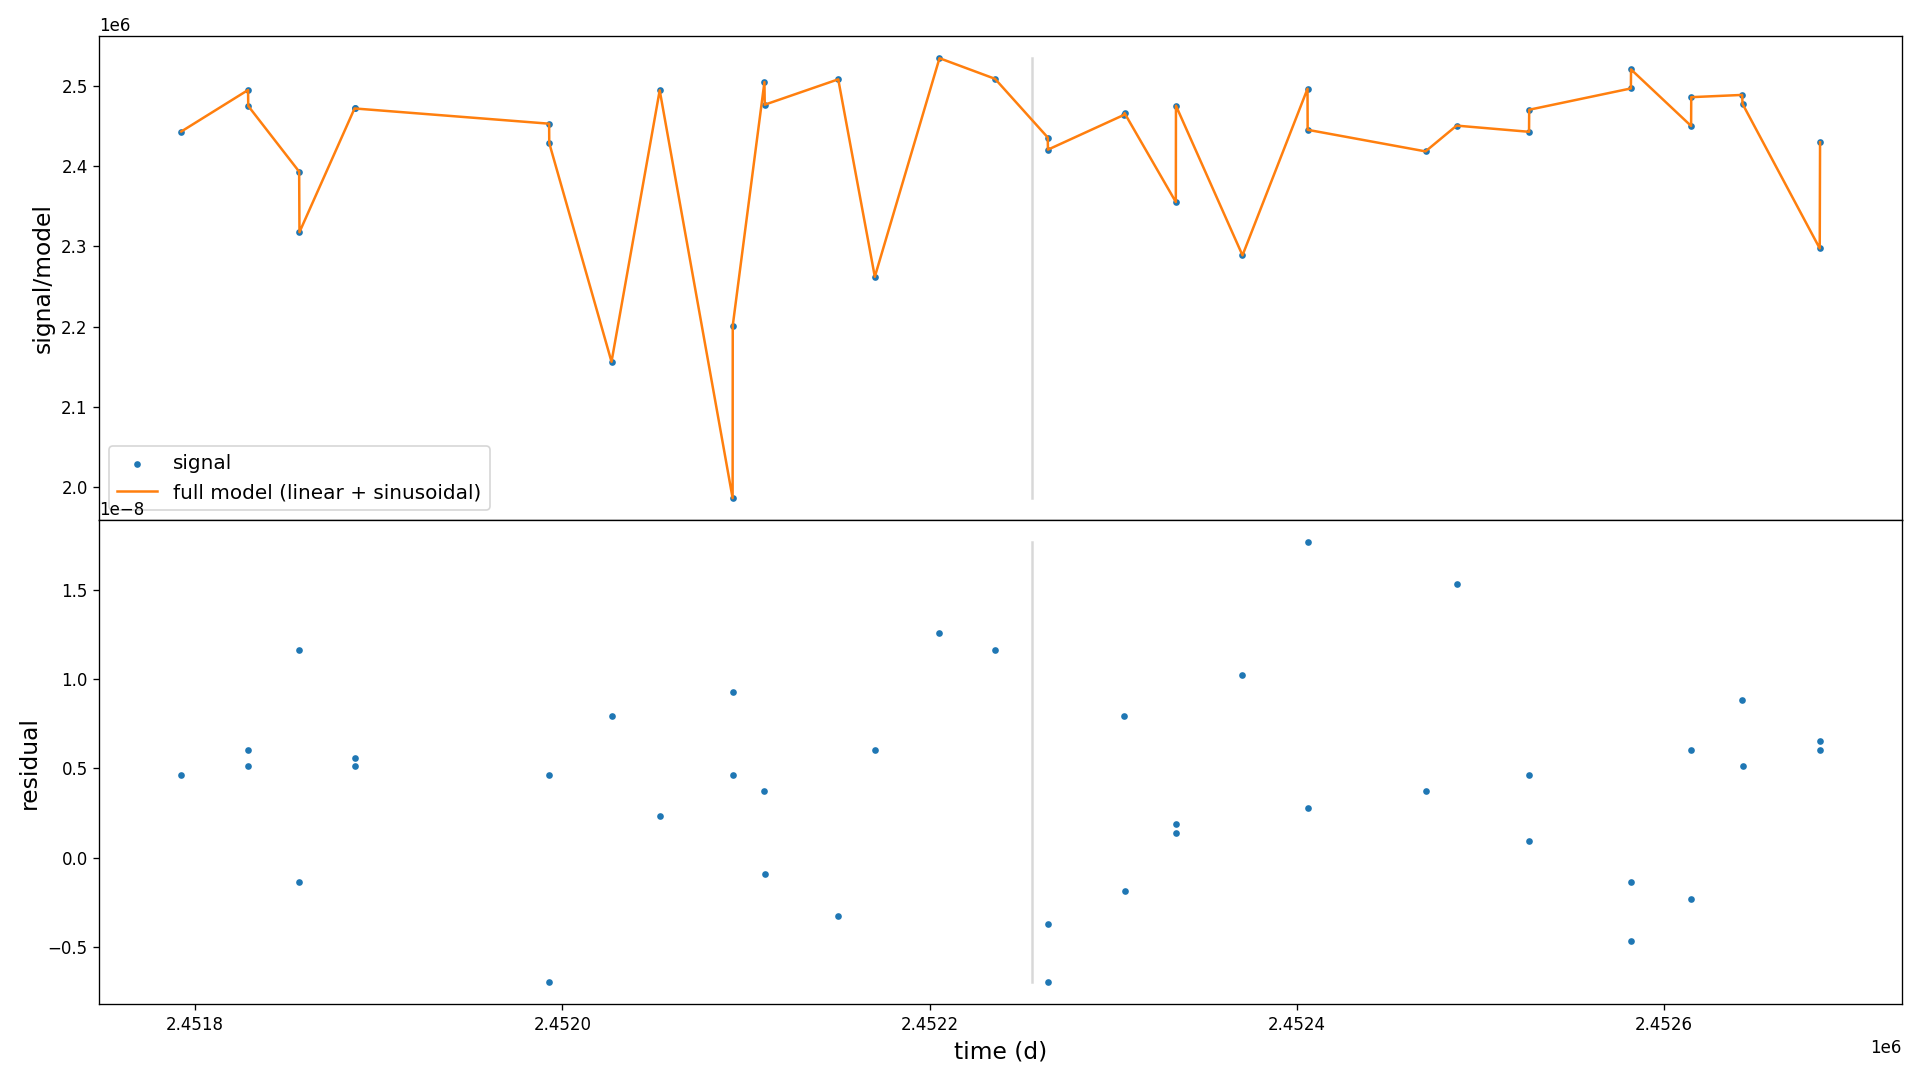 1e6
2.5
2.4
2.3
2.2
2.1
2.0
signal/model
signal
full model (linear + sinusoidal)
1e−8
1.5
1.0
0.5
0.0
−0.5
residual
2.4518 2.4520 2.4522 2.4524 2.4526
1e6
time (d)